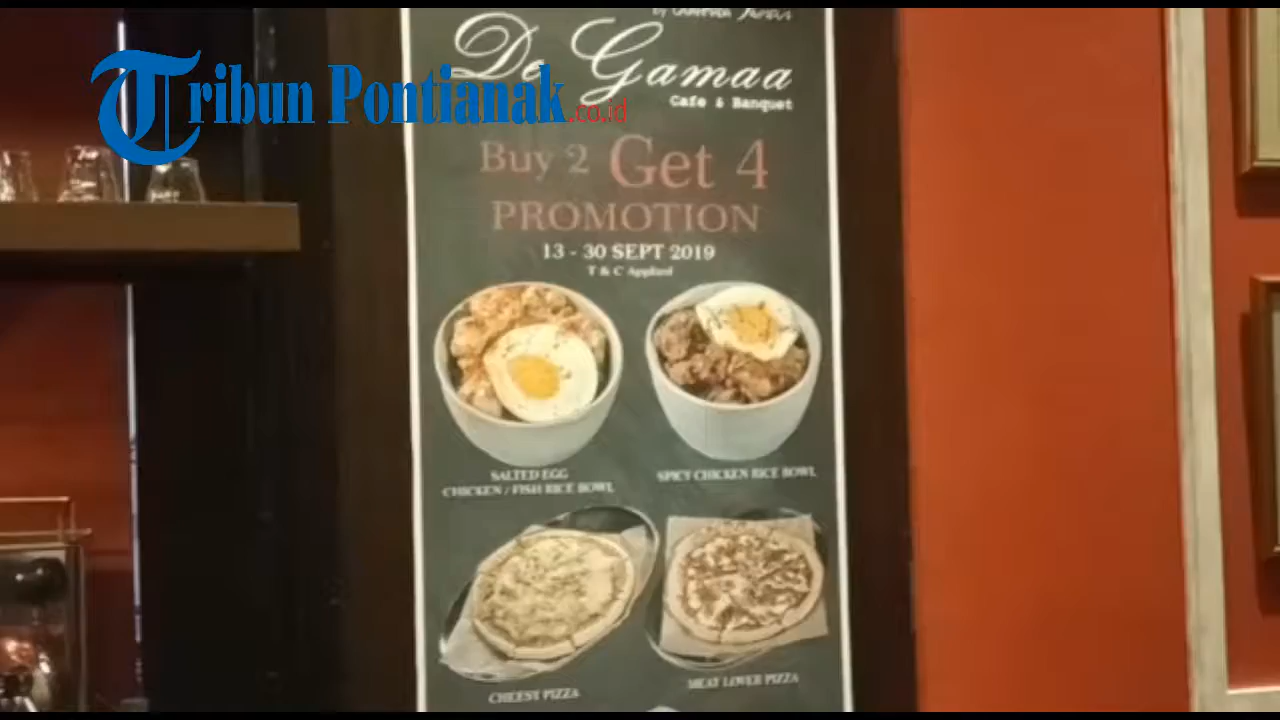 Tribun Pontianak.co.id
De Gamaa
Cafe & Banquet
Buy 2 Get 4
PROMOTION
13 - 30 SEPT 2019
T & C Applied
SALTED EGG
CHICKEN / FISH RICE BOWL
SPICY CHICKEN RICE BOWL
CHEESY PIZZA
MEAT LOVER PIZZA